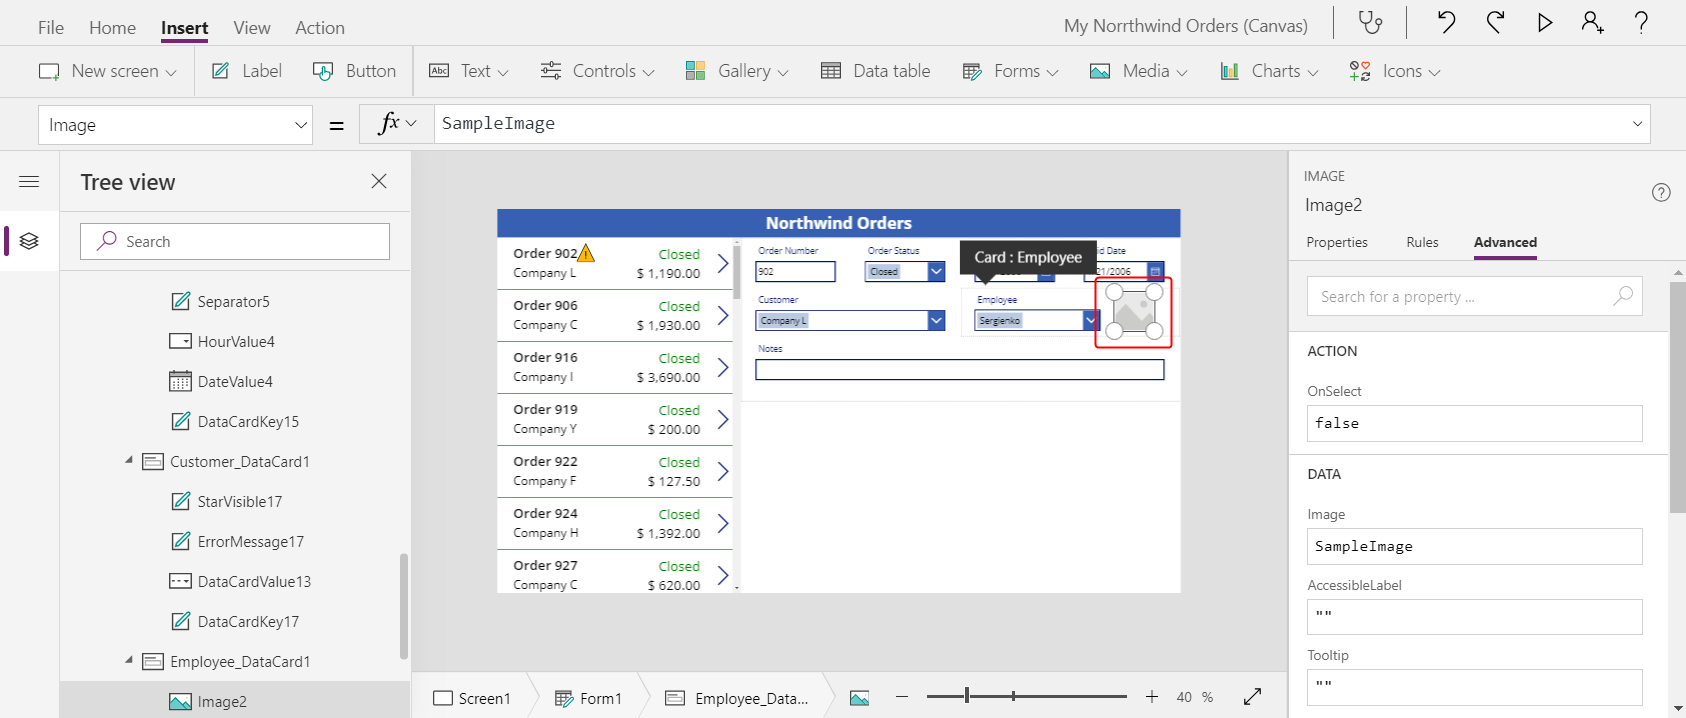 File Home Insert View Action My Norrthwind Orders (Canvas)
New screen Label Button Text Controls Gallery Data table Forms Media Charts Icons
Image = fx SampleImage
Tree view
Search
Separator5
HourValue4
DateValue4
DataCardKey15
Customer_DataCard1
StarVisible17
ErrorMessage17
DataCardValue13
DataCardKey17
Employee_DataCard1
Image2
Northwind Orders
Order 902 Closed
Company L $ 1,190.00
Order 906 Closed
Company C $ 1,930.00
Order 916 Closed
Company I $ 3,690.00
Order 919 Closed
Company Y $ 200.00
Order 922 Closed
Company F $ 127.50
Order 924 Closed
Company H $ 1,392.00
Order 927 Closed
Company C $ 620.00
Order Number Order Status Date
902 Closed 21/2006
Card : Employee
Customer Employee
Company L Sergienko
Notes
Screen1 Form1 Employee_Data... 40 %
IMAGE
Image2
Properties Rules Advanced
Search for a property ...
ACTION
OnSelect
false
DATA
Image
SampleImage
AccessibleLabel
""
Tooltip
""